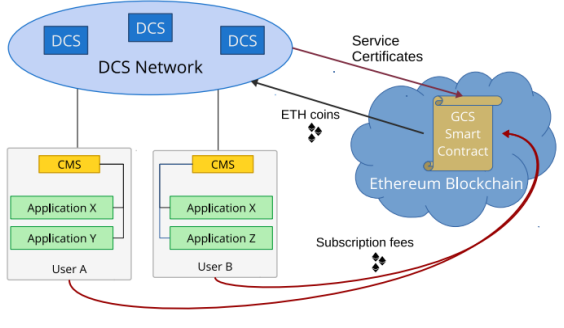 DCS
DCS
DCS
DCS Network
Service
Certificates
ETH coins
GCS
Smart
Contract
Ethereum Blockchain
CMS
Application X
Application Y
User A
CMS
Application X
Application Z
User B
Subscription fees